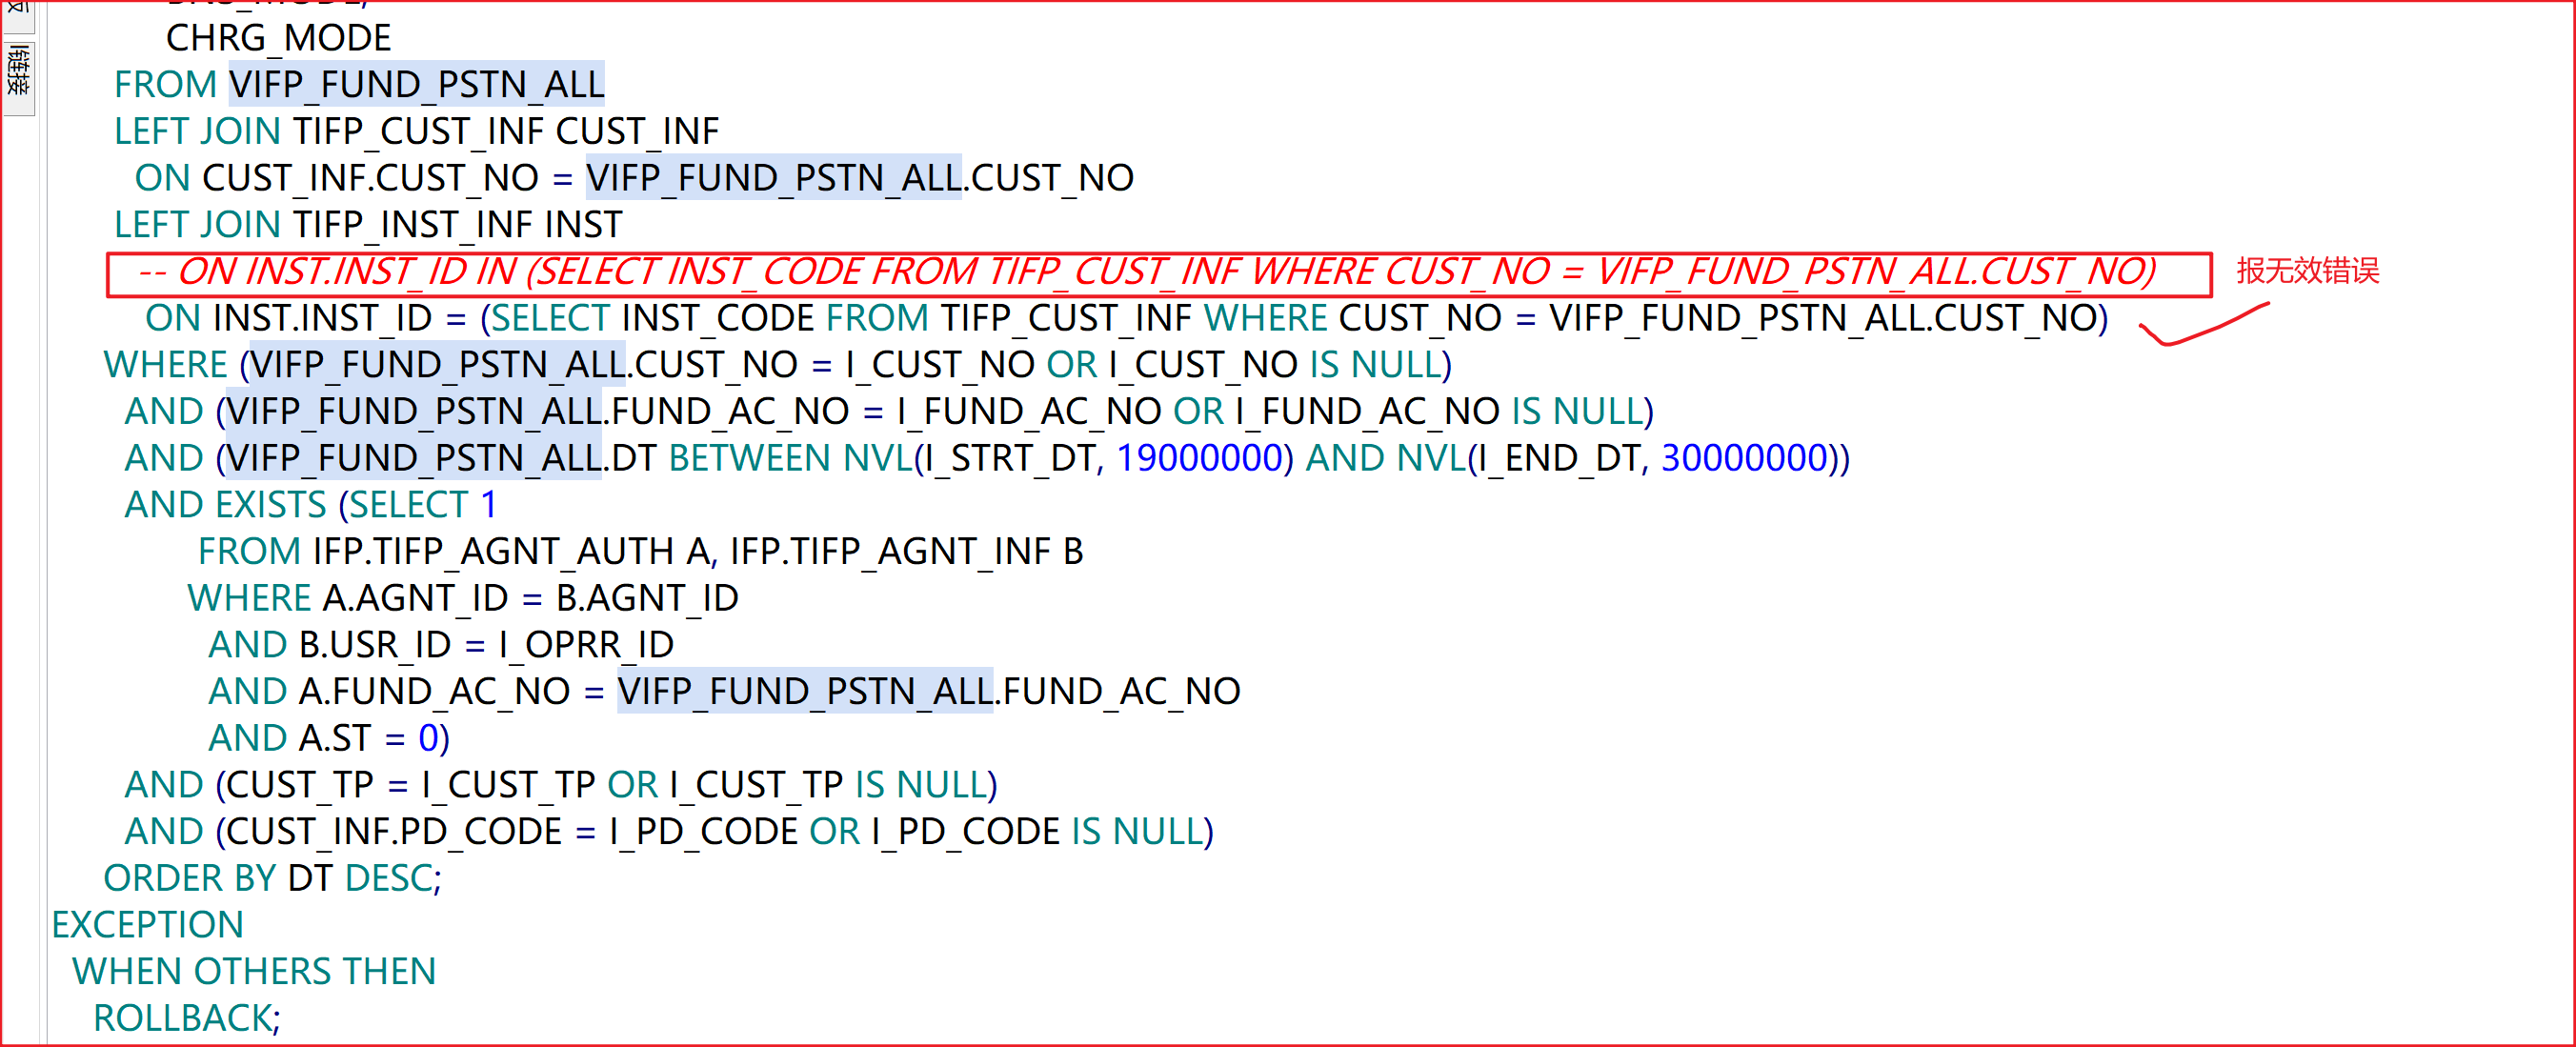 链接
CHRG_MODE
FROM VIFP_FUND_PSTN_ALL
LEFT JOIN TIFP_CUST_INF CUST_INF
ON CUST_INF.CUST_NO = VIFP_FUND_PSTN_ALL.CUST_NO
LEFT JOIN TIFP_INST_INF INST
-- ON INST.INST_ID IN (SELECT INST_CODE FROM TIFP_CUST_INF WHERE CUST_NO = VIFP_FUND_PSTN_ALL.CUST_NO) 报无效错误
ON INST.INST_ID = (SELECT INST_CODE FROM TIFP_CUST_INF WHERE CUST_NO = VIFP_FUND_PSTN_ALL.CUST_NO)
WHERE (VIFP_FUND_PSTN_ALL.CUST_NO = I_CUST_NO OR I_CUST_NO IS NULL)
AND (VIFP_FUND_PSTN_ALL.FUND_AC_NO = I_FUND_AC_NO OR I_FUND_AC_NO IS NULL)
AND (VIFP_FUND_PSTN_ALL.DT BETWEEN NVL(I_STRT_DT, 19000000) AND NVL(I_END_DT, 30000000))
AND EXISTS (SELECT 1
FROM IFP.TIFP_AGNT_AUTH A, IFP.TIFP_AGNT_INF B
WHERE A.AGNT_ID = B.AGNT_ID
AND B.USR_ID = I_OPRR_ID
AND A.FUND_AC_NO = VIFP_FUND_PSTN_ALL.FUND_AC_NO
AND A.ST = 0)
AND (CUST_TP = I_CUST_TP OR I_CUST_TP IS NULL)
AND (CUST_INF.PD_CODE = I_PD_CODE OR I_PD_CODE IS NULL)
ORDER BY DT DESC;
EXCEPTION
WHEN OTHERS THEN
ROLLBACK;